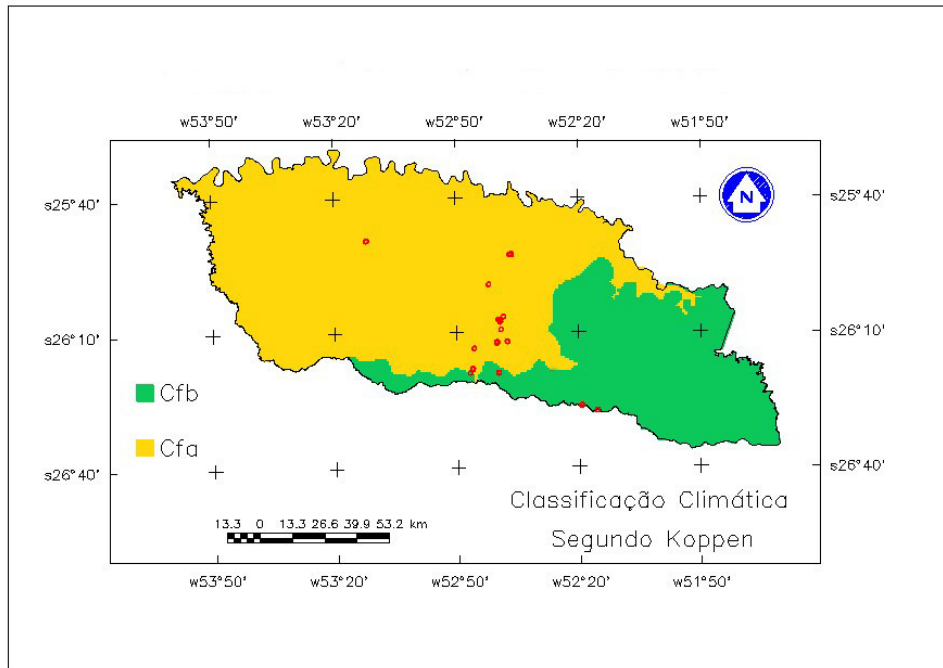 w53°50' w53°20' w52°50' w52°20' w51°50'
N
s25°40' s25°40'
s26°10' s26°10'
Cfb
Cfa
s26°40' s26°40'
Classificação Climática
Segundo Koppen
13.3 0 13.3 26.6 39.9 53.2 km
w53°50' w53°20' w52°50' w52°20' w51°50'